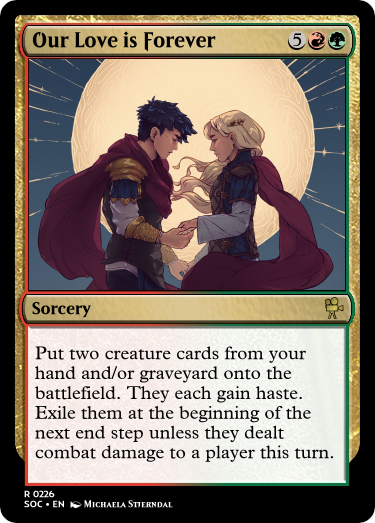 Our Love is Forever 5
Sorcery
Put two creature cards from your
hand and/or graveyard onto the
battlefield. They each gain haste.
Exile them at the beginning of the
next end step unless they dealt
combat damage to a player this turn.
R 0226
SOC • EN Michaela Stjerndal